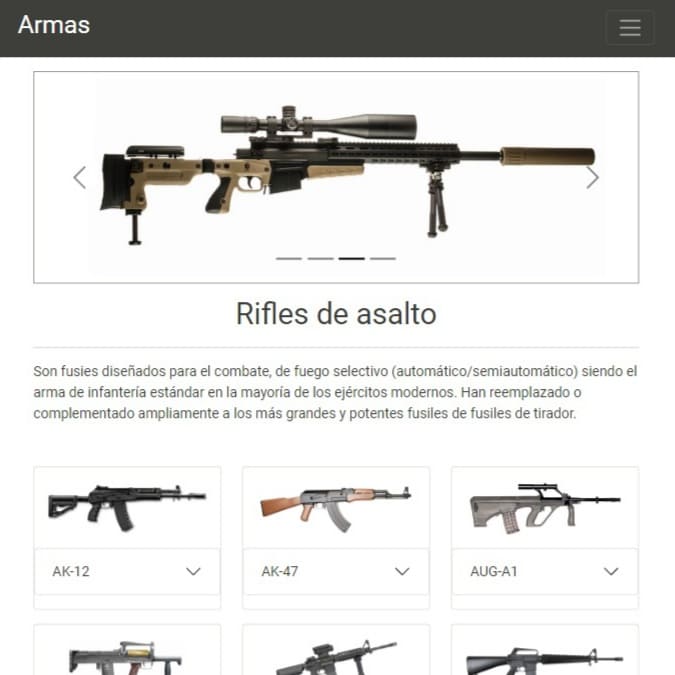 Armas
Rifles de asalto
Son fusies diseñados para el combate, de fuego selectivo (automático/semiautomático) siendo el
arma de infantería estándar en la mayoría de los ejércitos modernos. Han reemplazado o
complementado ampliamente a los más grandes y potentes fusiles de fusiles de tirador.
AK-12
AK-47
AUG-A1